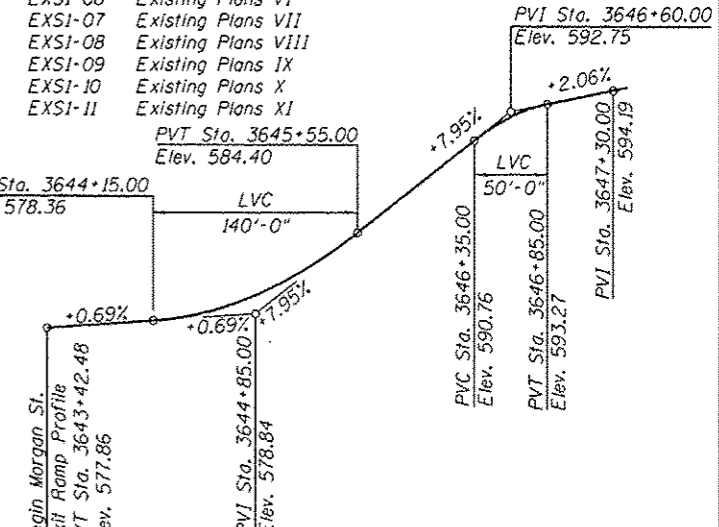 EXS1-06 Existing Plans VI
EXS1-07 Existing Plans VII
EXS1-08 Existing Plans VIII
EXS1-09 Existing Plans IX
EXS1-10 Existing Plans X
EXS1-11 Existing Plans XI
PVI Sta. 3646+60.00
Elev. 592.75
+2.06%
+7.95%
PVT Sta. 3645+55.00
Elev. 584.40
Sta. 3644+15.00
578.36
LVC
140'-0"
LVC
50'-0"
PVI Sta. 3647+30.00
Elev. 594.19
+0.69%
+0.69%
+7.95%
PVC Sta. 3646+35.00
Elev. 590.76
PVT Sta. 3646+85.00
Elev. 593.27
Morgan St.
Ramp Profile
Sta. 3643+42.48
577.86
PVI Sta. 3644+85.00
Elev. 578.84